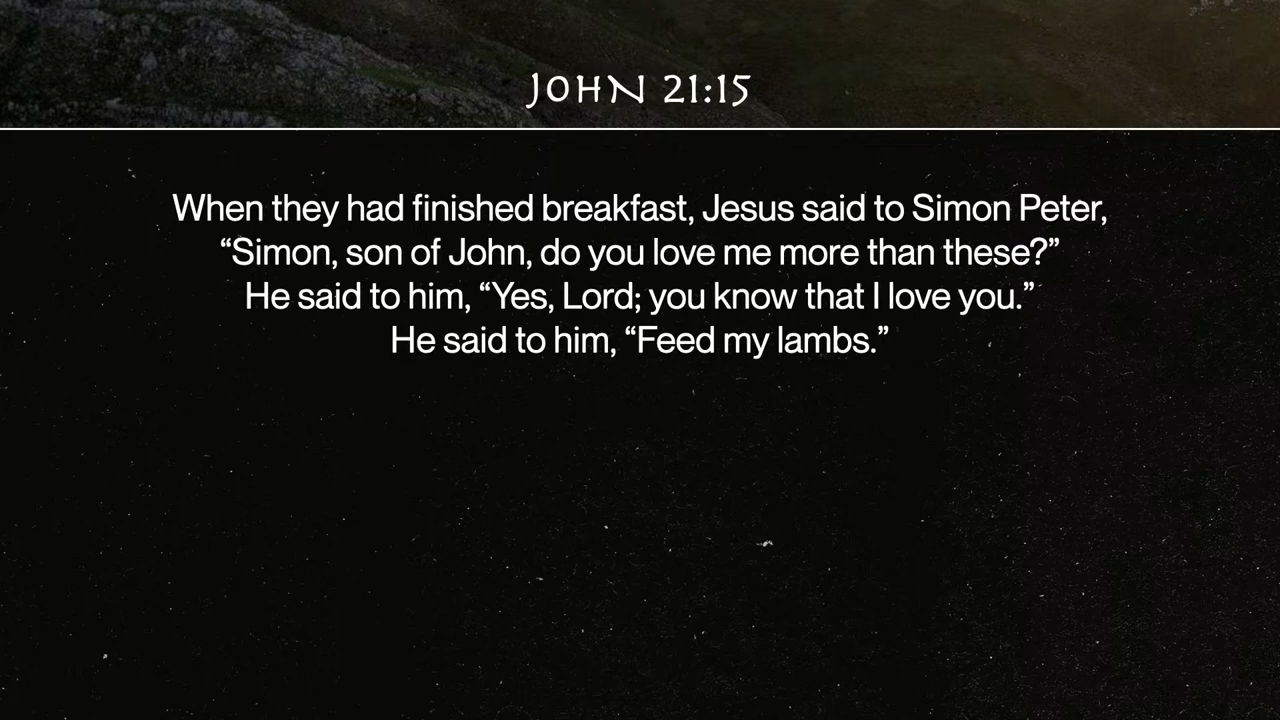 JOHN 21:15
When they had finished breakfast, Jesus said to Simon Peter,
“Simon, son of John, do you love me more than these?”
He said to him, “Yes, Lord; you know that I love you.”
He said to him, “Feed my lambs.”